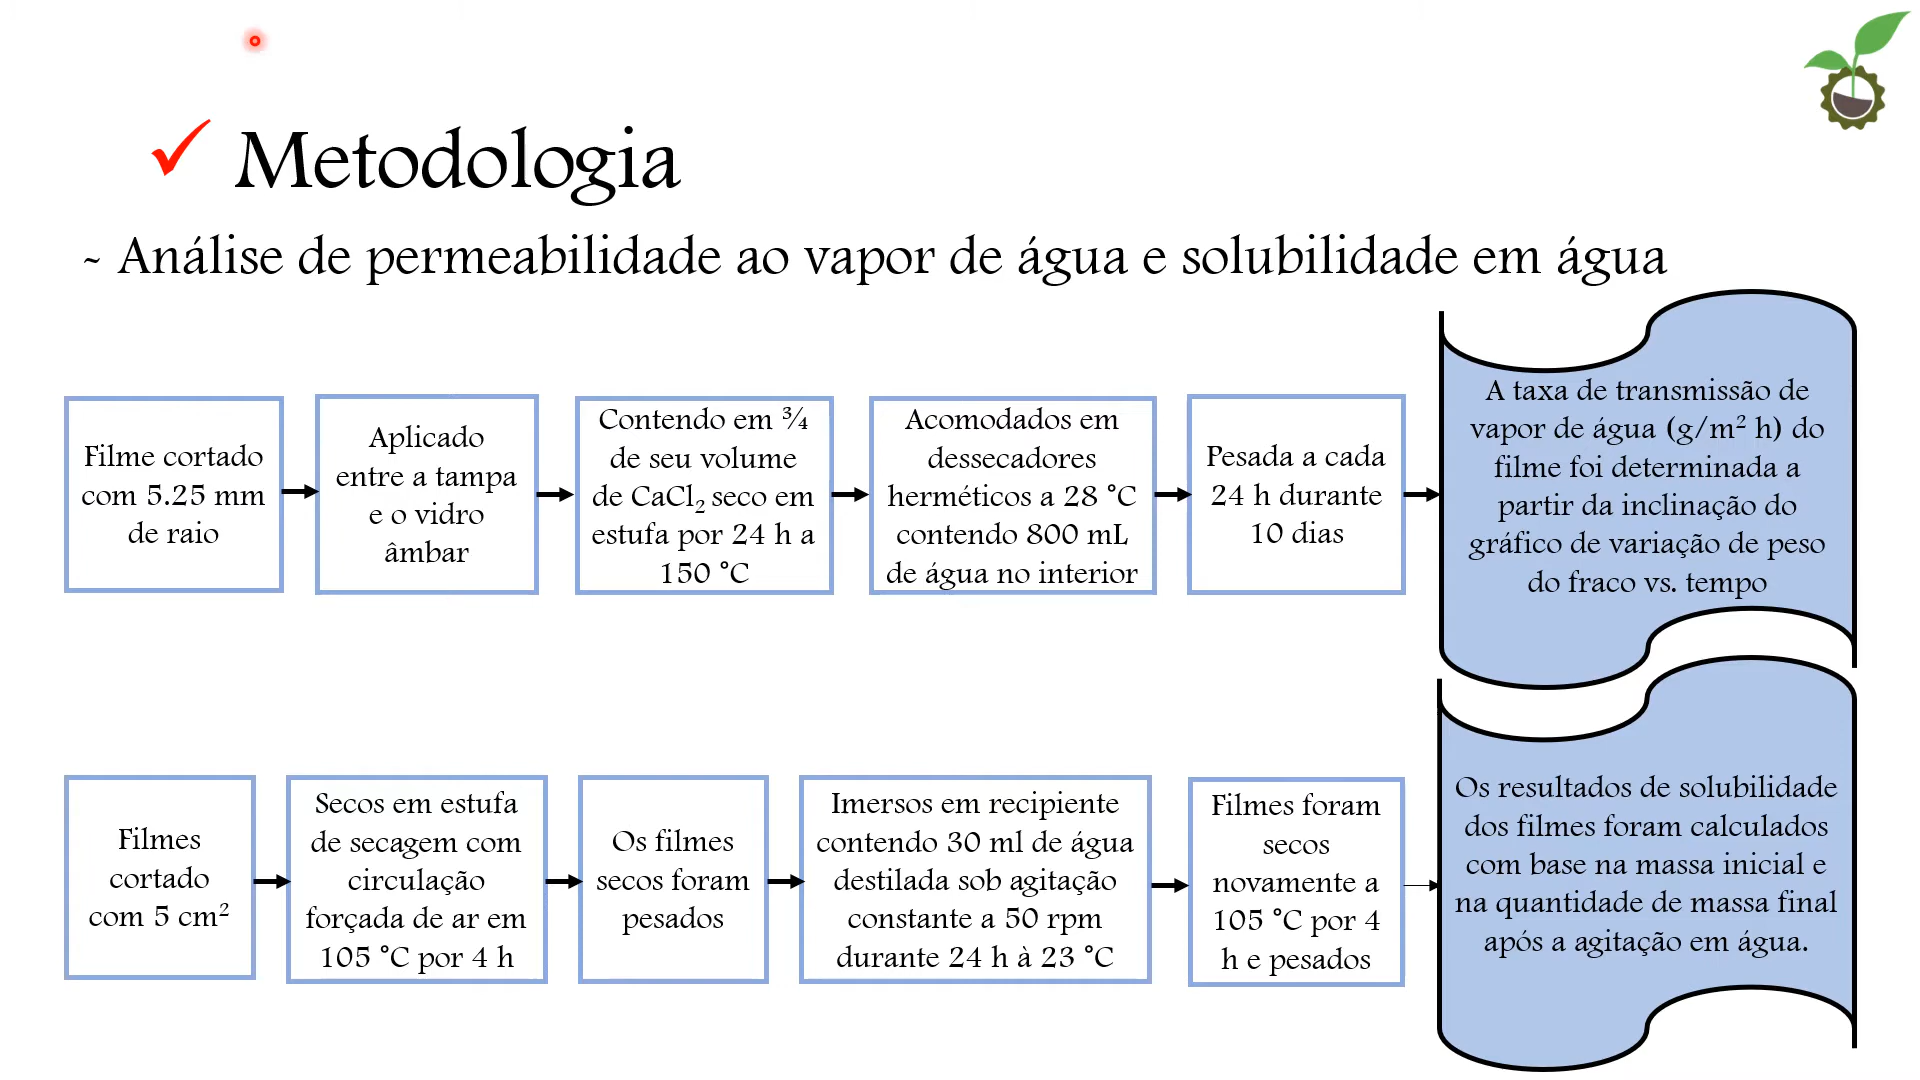 Metodologia
- Análise de permeabilidade ao vapor de água e solubilidade em água
Filme cortado
com 5.25 mm
de raio
Aplicado
entre a tampa
e o vidro
âmbar
Contendo em ¾
de seu volume
de CaCl₂ seco em
estufa por 24 h a
150 °C
Acomodados em
dessecadores
herméticos a 28 °C
contendo 800 mL
de água no interior
Pesada a cada
24 h durante
10 dias
A taxa de transmissão de
vapor de água (g/m² h) do
filme foi determinada a
partir da inclinação do
gráfico de variação de peso
do fraco vs. tempo
Filmes
cortado
com 5 cm²
Secos em estufa
de secagem com
circulação
forçada de ar em
105 °C por 4 h
Os filmes
secos foram
pesados
Imersos em recipiente
contendo 30 ml de água
destilada sob agitação
constante a 50 rpm
durante 24 h à 23 °C
Filmes foram
secos
novamente a
105 °C por 4
h e pesados
Os resultados de solubilidade
dos filmes foram calculados
com base na massa inicial e
na quantidade de massa final
após a agitação em água.